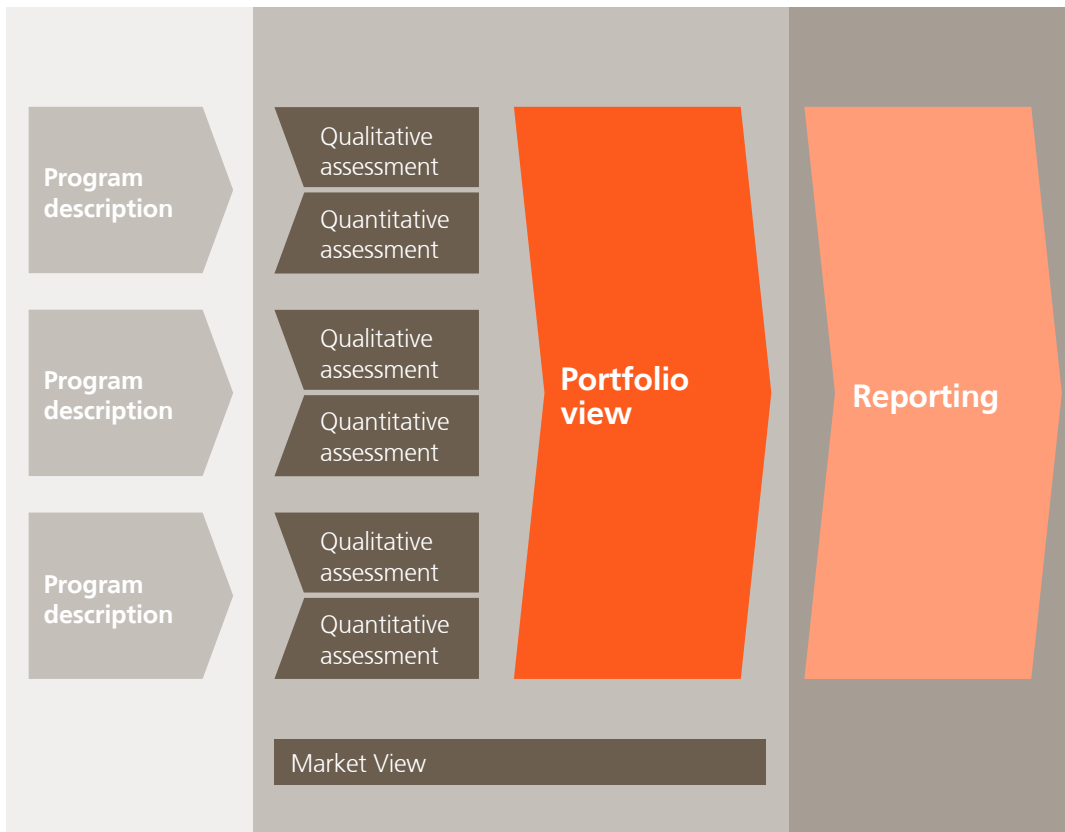 Program
description
Qualitative
assessment
Quantitative
assessment
Program
description
Qualitative
assessment
Quantitative
assessment
Program
description
Qualitative
assessment
Quantitative
assessment
Portfolio
view
Reporting
Market View